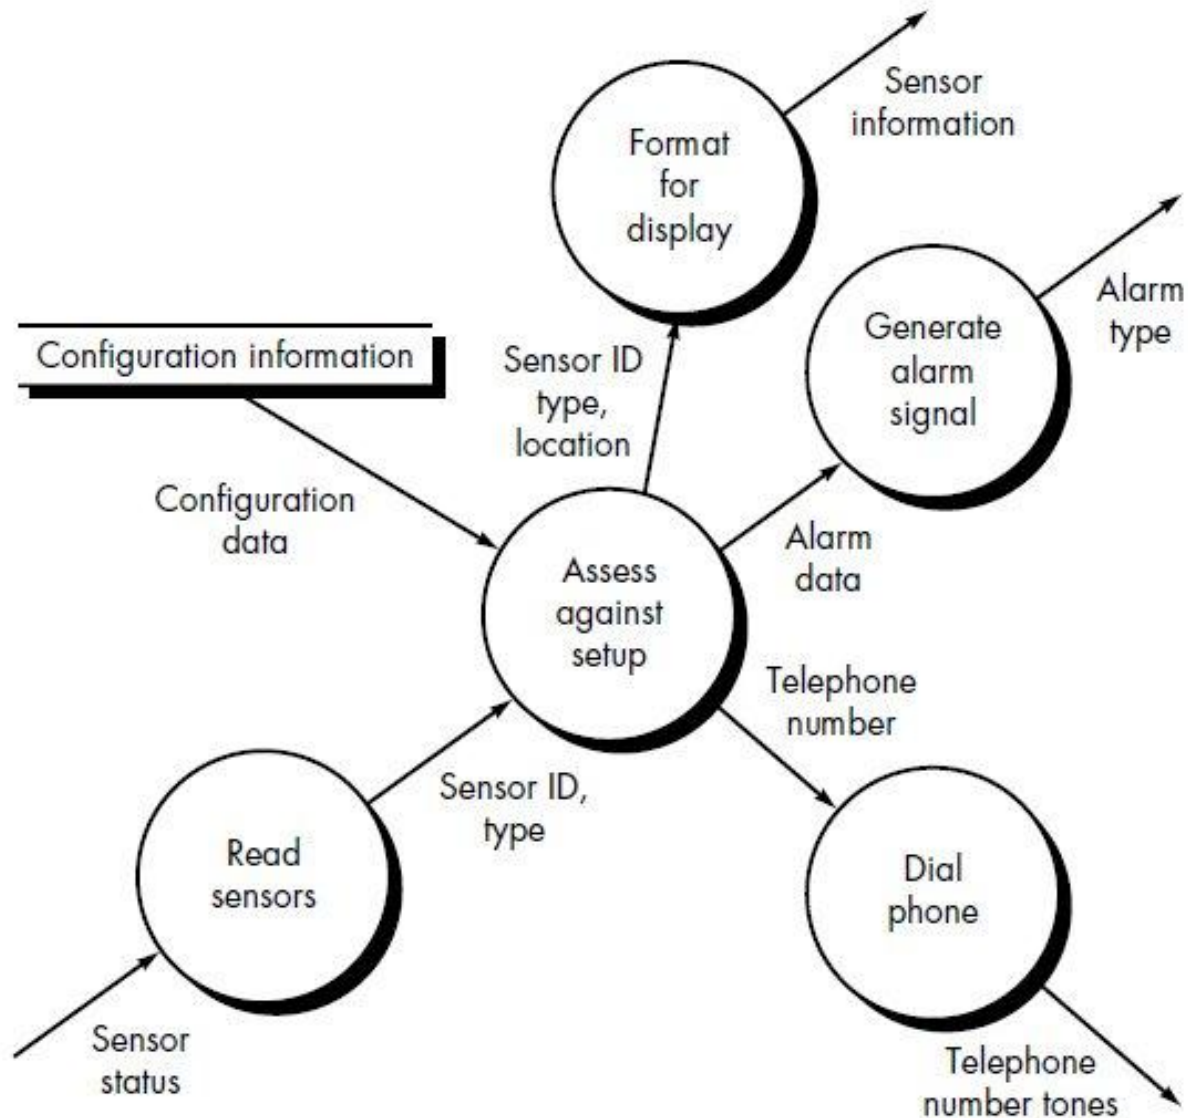 Sensor
information
Format
for
display
Alarm
type
Generate
alarm
signal
Configuration information
Sensor ID
type,
location
Configuration
data
Alarm
data
Assess
against
setup
Telephone
number
Sensor ID,
type
Read
sensors
Dial
phone
Sensor
status
Telephone
number tones